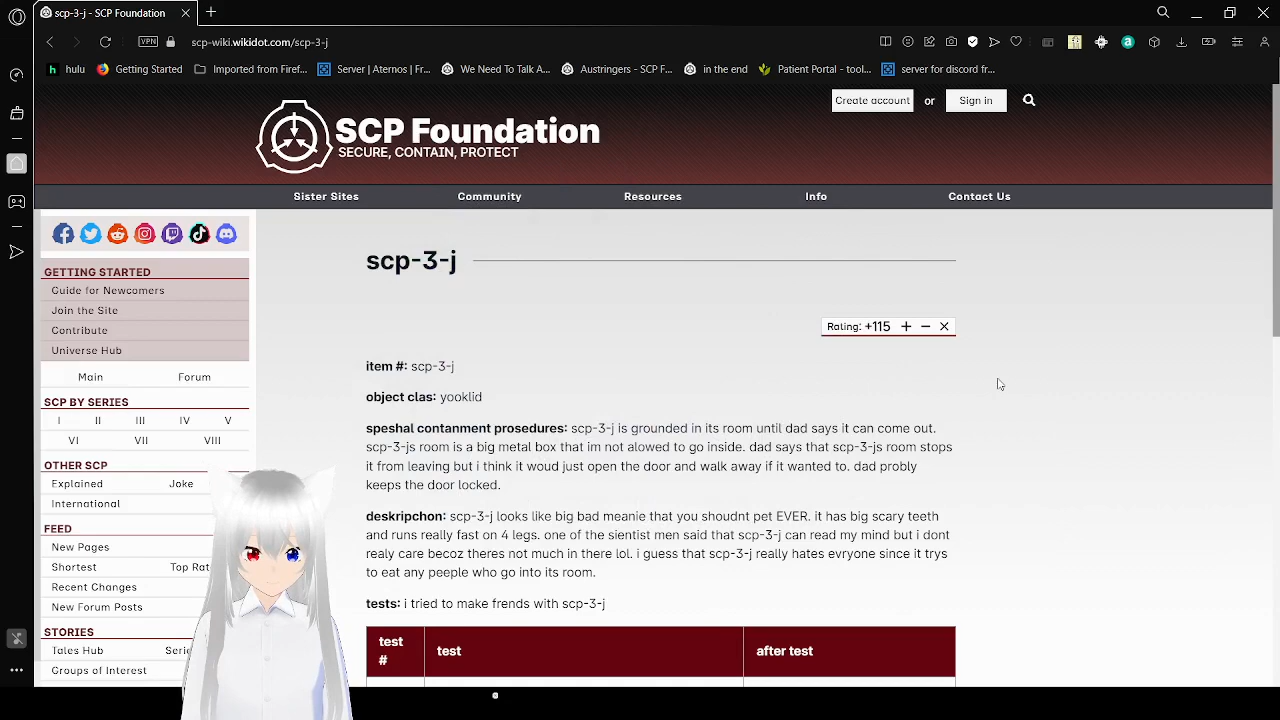 scp-3-j - SCP Foundation
VPN scp-wiki.wikidot.com/scp-3-j
hulu Getting Started Imported from Firef... Server | Aternos | Fr... We Need To Talk A... Austringers - SCP F... in the end Patient Portal - tool... server for discord fra...
Create account or Sign in
SCP Foundation
SECURE, CONTAIN, PROTECT
Sister Sites Community Resources Info Contact Us
GETTING STARTED
Guide for Newcomers
Join the Site
Contribute
Universe Hub
Main Forum
SCP BY SERIES
I II III IV V
VI VII VIII
OTHER SCP
Explained Joke
International
FEED
New Pages
Shortest Top Rat
Recent Changes
New Forum Posts
STORIES
Tales Hub Serie
Groups of Interest
scp-3-j
Rating: +115 + − ×
item #: scp-3-j
object clas: yooklid
speshal contanment prosedures: scp-3-j is grounded in its room until dad says it can come out.
scp-3-js room is a big metal box that im not alowed to go inside. dad says that scp-3-js room stops
it from leaving but i think it woud just open the door and walk away if it wanted to. dad probly
keeps the door locked.
deskripchon: scp-3-j looks like big bad meanie that you shoudnt pet EVER. it has big scary teeth
and runs really fast on 4 legs. one of the sientist men said that scp-3-j can read my mind but i dont
realy care becoz theres not much in there lol. i guess that scp-3-j really hates evryone since it trys
to eat any peeple who go into its room.
tests: i tried to make frends with scp-3-j
test # test after test